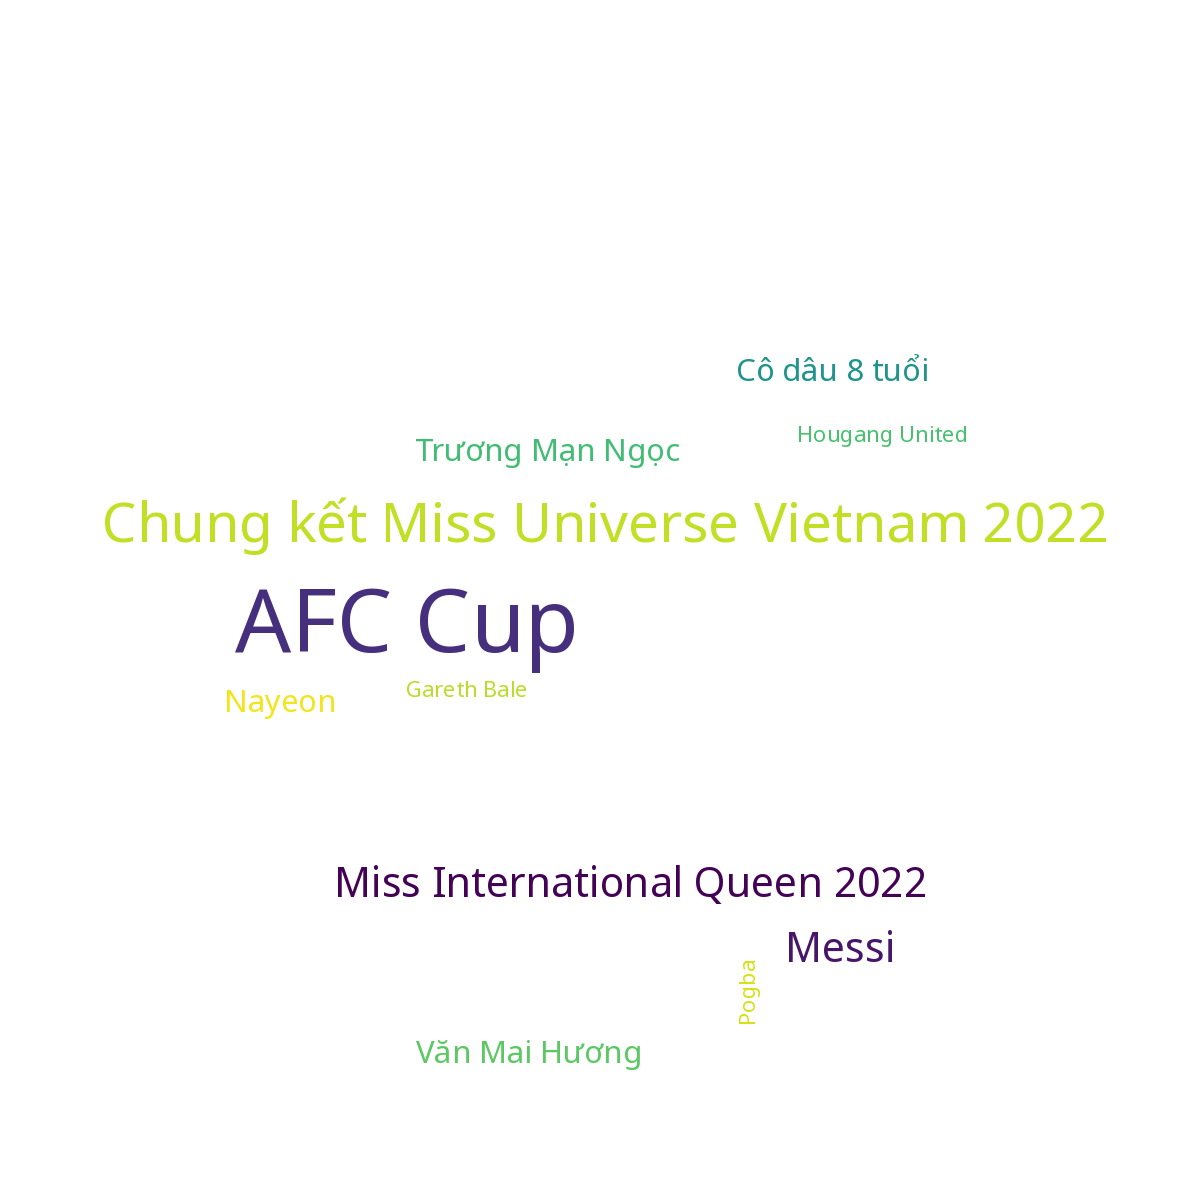 Cô dâu 8 tuổi
Hougang United
Trương Mạn Ngọc
Chung kết Miss Universe Vietnam 2022
AFC Cup
Gareth Bale
Nayeon
Miss International Queen 2022
Messi
Pogba
Văn Mai Hương